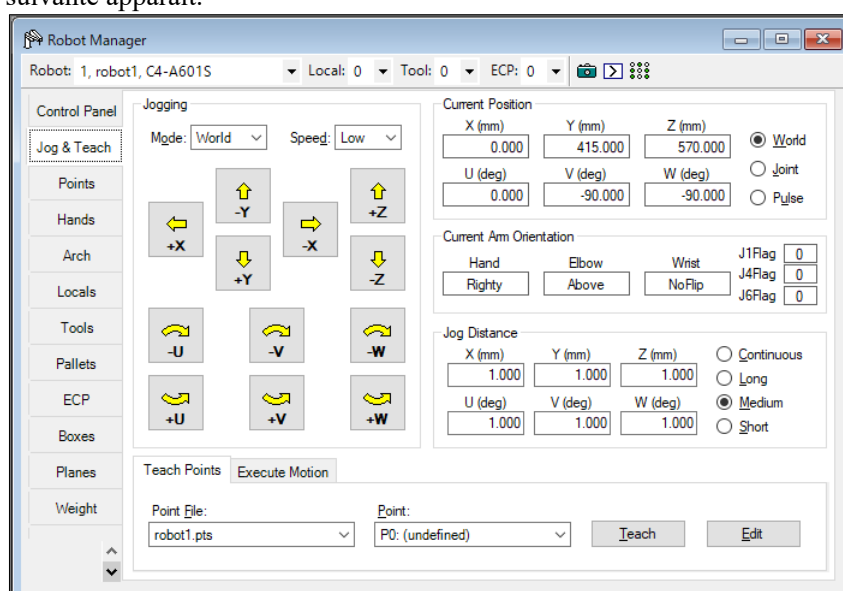 suivante apparaît.
Robot Manager
Robot: 1, robot1, C4-A601S Local: 0 Tool: 0 ECP: 0
Control Panel
Jog & Teach
Points
Hands
Arch
Locals
Tools
Pallets
ECP
Boxes
Planes
Weight
Jogging
Mode: World Speed: Low
-Y +Z
+X -X
+Y -Z
-U -V -W
+U +V +W
Current Position
X (mm) Y (mm) Z (mm)
0.000 415.000 570.000
U (deg) V (deg) W (deg)
0.000 -90.000 -90.000
World
Joint
Pulse
Current Arm Orientation
Hand Elbow Wrist
Righty Above NoFlip
J1Flag 0
J4Flag 0
J6Flag 0
Jog Distance
X (mm) Y (mm) Z (mm)
1.000 1.000 1.000
U (deg) V (deg) W (deg)
1.000 1.000 1.000
Continuous
Long
Medium
Short
Teach Points Execute Motion
Point File: Point:
robot1.pts P0: (undefined) Teach Edit